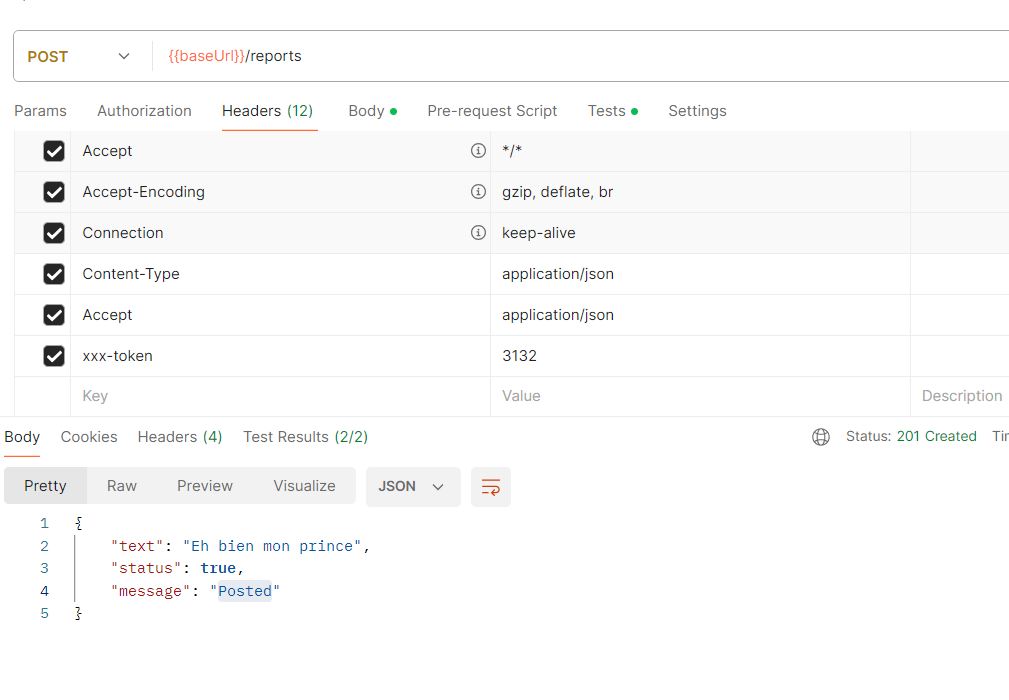 POST {{baseUrl}}/reports
Params Authorization Headers (12) Body Pre-request Script Tests Settings
Accept */*
Accept-Encoding gzip, deflate, br
Connection keep-alive
Content-Type application/json
Accept application/json
xxx-token 3132
Key Value Description
Body Cookies Headers (4) Test Results (2/2) Status: 201 Created
Pretty Raw Preview Visualize JSON
1 {
2 "text": "Eh bien mon prince",
3 "status": true,
4 "message": "Posted"
5 }